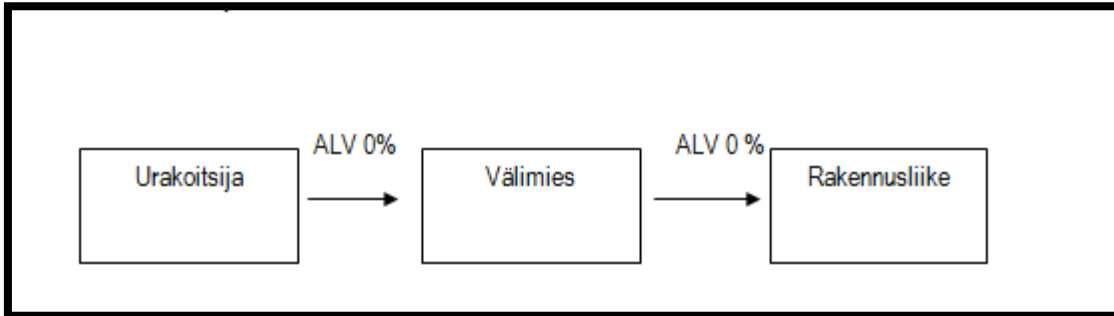 ALV 0%
ALV 0 %
Urakoitsija
Välimies
Rakennusliike